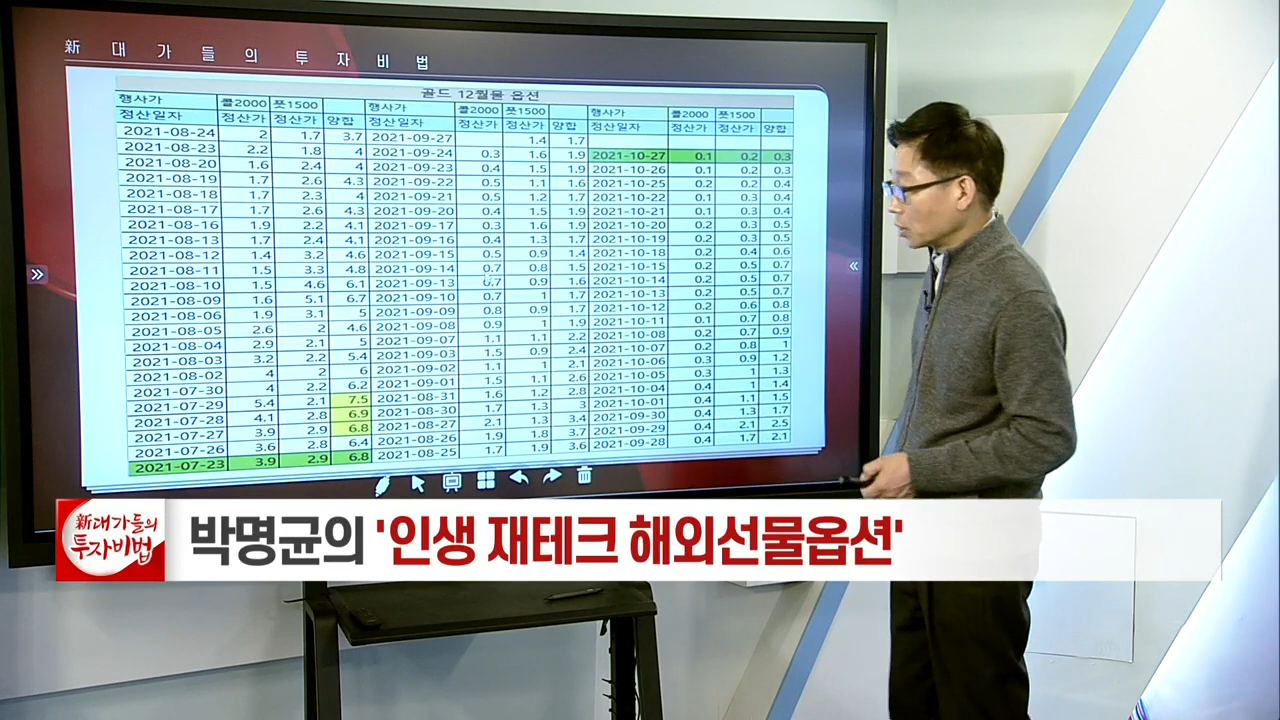 新 대가들의 투자비법
골드 12월물 옵션
행사가 콜2000 풋1500 행사가 콜2000 풋1500 행사가 콜2000 풋1500
정산일자 정산가 정산가 양합 정산일자 정산가 정산가 양합 정산일자 정산가 정산가 양합
2021-08-24 2 1.7 3.7 2021-09-27 1.4 1.7
2021-08-23 2.2 1.8 4 2021-09-24 0.3 1.6 1.9 2021-10-27 0.1 0.2 0.3
2021-08-20 1.6 2.4 4 2021-09-23 0.4 1.5 1.9 2021-10-26 0.1 0.2 0.3
2021-08-19 1.7 2.6 4.3 2021-09-22 0.5 1.1 1.6 2021-10-25 0.2 0.2 0.4
2021-08-18 1.7 2.3 4 2021-09-21 0.5 1.2 1.7 2021-10-22 0.1 0.3 0.4
2021-08-17 1.7 2.6 4.3 2021-09-20 0.4 1.5 1.9 2021-10-21 0.1 0.3 0.4
2021-08-16 1.9 2.2 4.1 2021-09-17 0.3 1.6 1.9 2021-10-20 0.2 0.3 0.5
2021-08-13 1.7 2.4 4.1 2021-09-16 0.4 1.3 1.7 2021-10-19 0.2 0.3 0.5
2021-08-12 1.4 3.2 4.6 2021-09-15 0.5 0.9 1.4 2021-10-18 0.2 0.4 0.6
2021-08-11 1.5 3.3 4.8 2021-09-14 0.7 0.8 1.5 2021-10-15 0.2 0.5 0.7
2021-08-10 1.5 4.6 6.1 2021-09-13 0.7 0.9 1.6 2021-10-14 0.2 0.5 0.7
2021-08-09 1.6 5.1 6.7 2021-09-10 0.7 1 1.7 2021-10-13 0.2 0.5 0.7
2021-08-06 1.9 3.1 5 2021-09-09 0.8 0.9 1.7 2021-10-12 0.2 0.6 0.8
2021-08-05 2.6 2 4.6 2021-09-08 0.9 1 1.9 2021-10-11 0.1 0.7 0.8
2021-08-04 2.9 2.1 5 2021-09-07 1.1 1.1 2.2 2021-10-08 0.2 0.7 0.9
2021-08-03 3.2 2.2 5.4 2021-09-03 1.5 0.9 2.4 2021-10-07 0.2 0.8 1
2021-08-02 4 2 6 2021-09-02 1.1 1 2.1 2021-10-06 0.3 0.9 1.2
2021-07-30 4 2.2 6.2 2021-09-01 1.5 1.1 2.6 2021-10-05 0.3 1 1.3
2021-07-29 5.4 2.1 7.5 2021-08-31 1.6 1.2 2.8 2021-10-04 0.4 1 1.4
2021-07-28 4.1 2.8 6.9 2021-08-30 1.7 1.3 3 2021-10-01 0.4 1.1 1.5
2021-07-27 3.9 2.9 6.8 2021-08-27 2.1 1.3 3.4 2021-09-30 0.4 1.3 1.7
2021-07-26 3.6 2.8 6.4 2021-08-26 1.9 1.8 3.7 2021-09-29 0.4 2.1 2.5
2021-07-23 3.9 2.9 6.8 2021-08-25 1.7 1.9 3.6 2021-09-28 0.4 1.7 2.1
新대가들의
투자비법
박명균의 '인생 재테크 해외선물옵션'